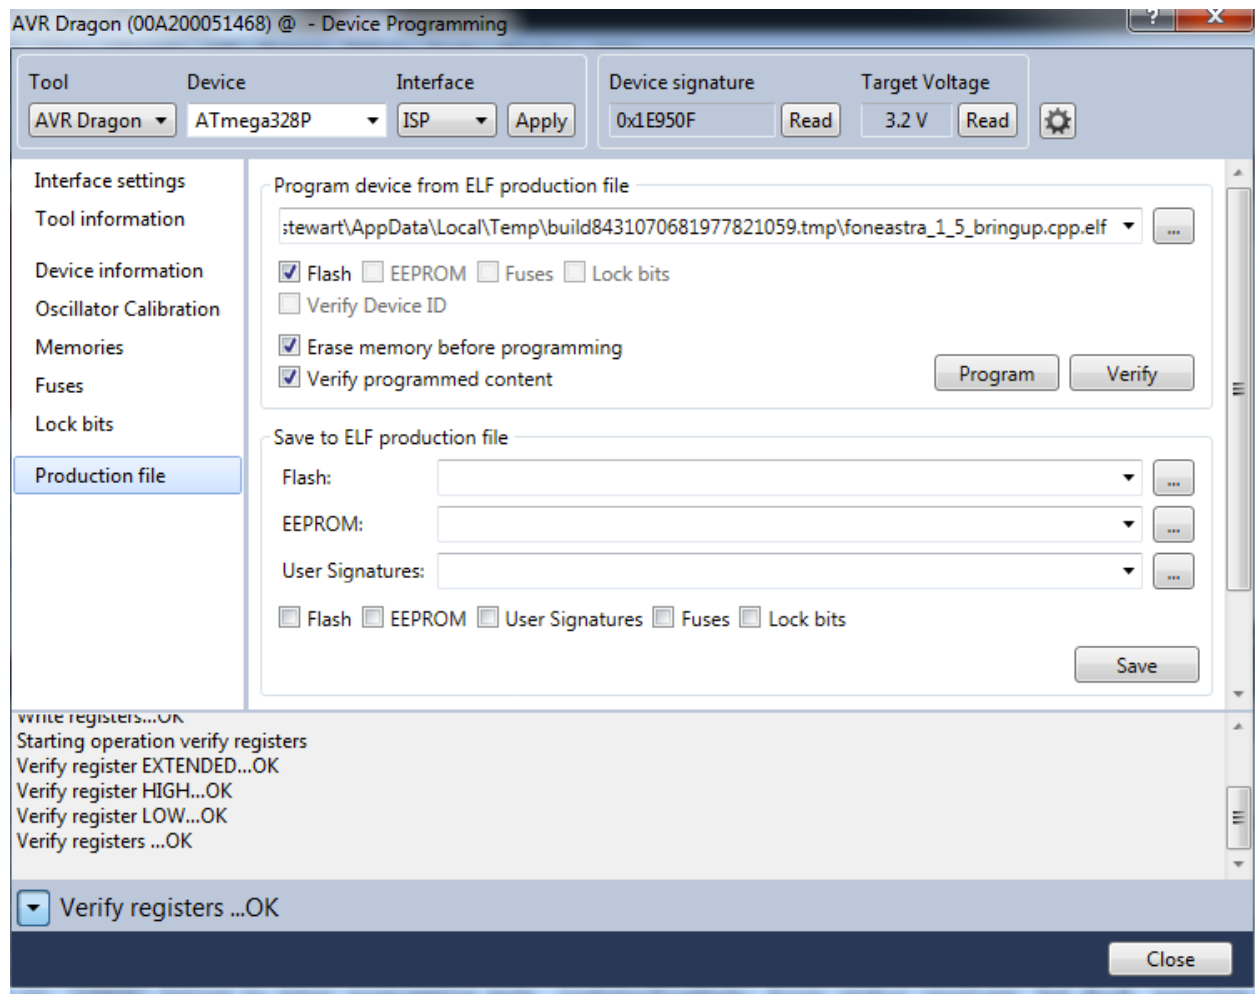 AVR Dragon (00A200051468) @  - Device Programming
Tool Device Interface Device signature Target Voltage
AVR Dragon ATmega328P ISP Apply 0x1E950F Read 3.2 V Read
Interface settings
Tool information
Device information
Oscillator Calibration
Memories
Fuses
Lock bits
Production file
Program device from ELF production file
stewart\AppData\Local\Temp\build8431070681977821059.tmp\foneastra_1_5_bringup.cpp.elf ...
Flash EEPROM Fuses Lock bits
Verify Device ID
Erase memory before programming
Verify programmed content
Program Verify
Save to ELF production file
Flash: ...
EEPROM: ...
User Signatures: ...
Flash EEPROM User Signatures Fuses Lock bits
Save
Write registers...OK
Starting operation verify registers
Verify register EXTENDED...OK
Verify register HIGH...OK
Verify register LOW...OK
Verify registers ...OK
Verify registers ...OK
Close